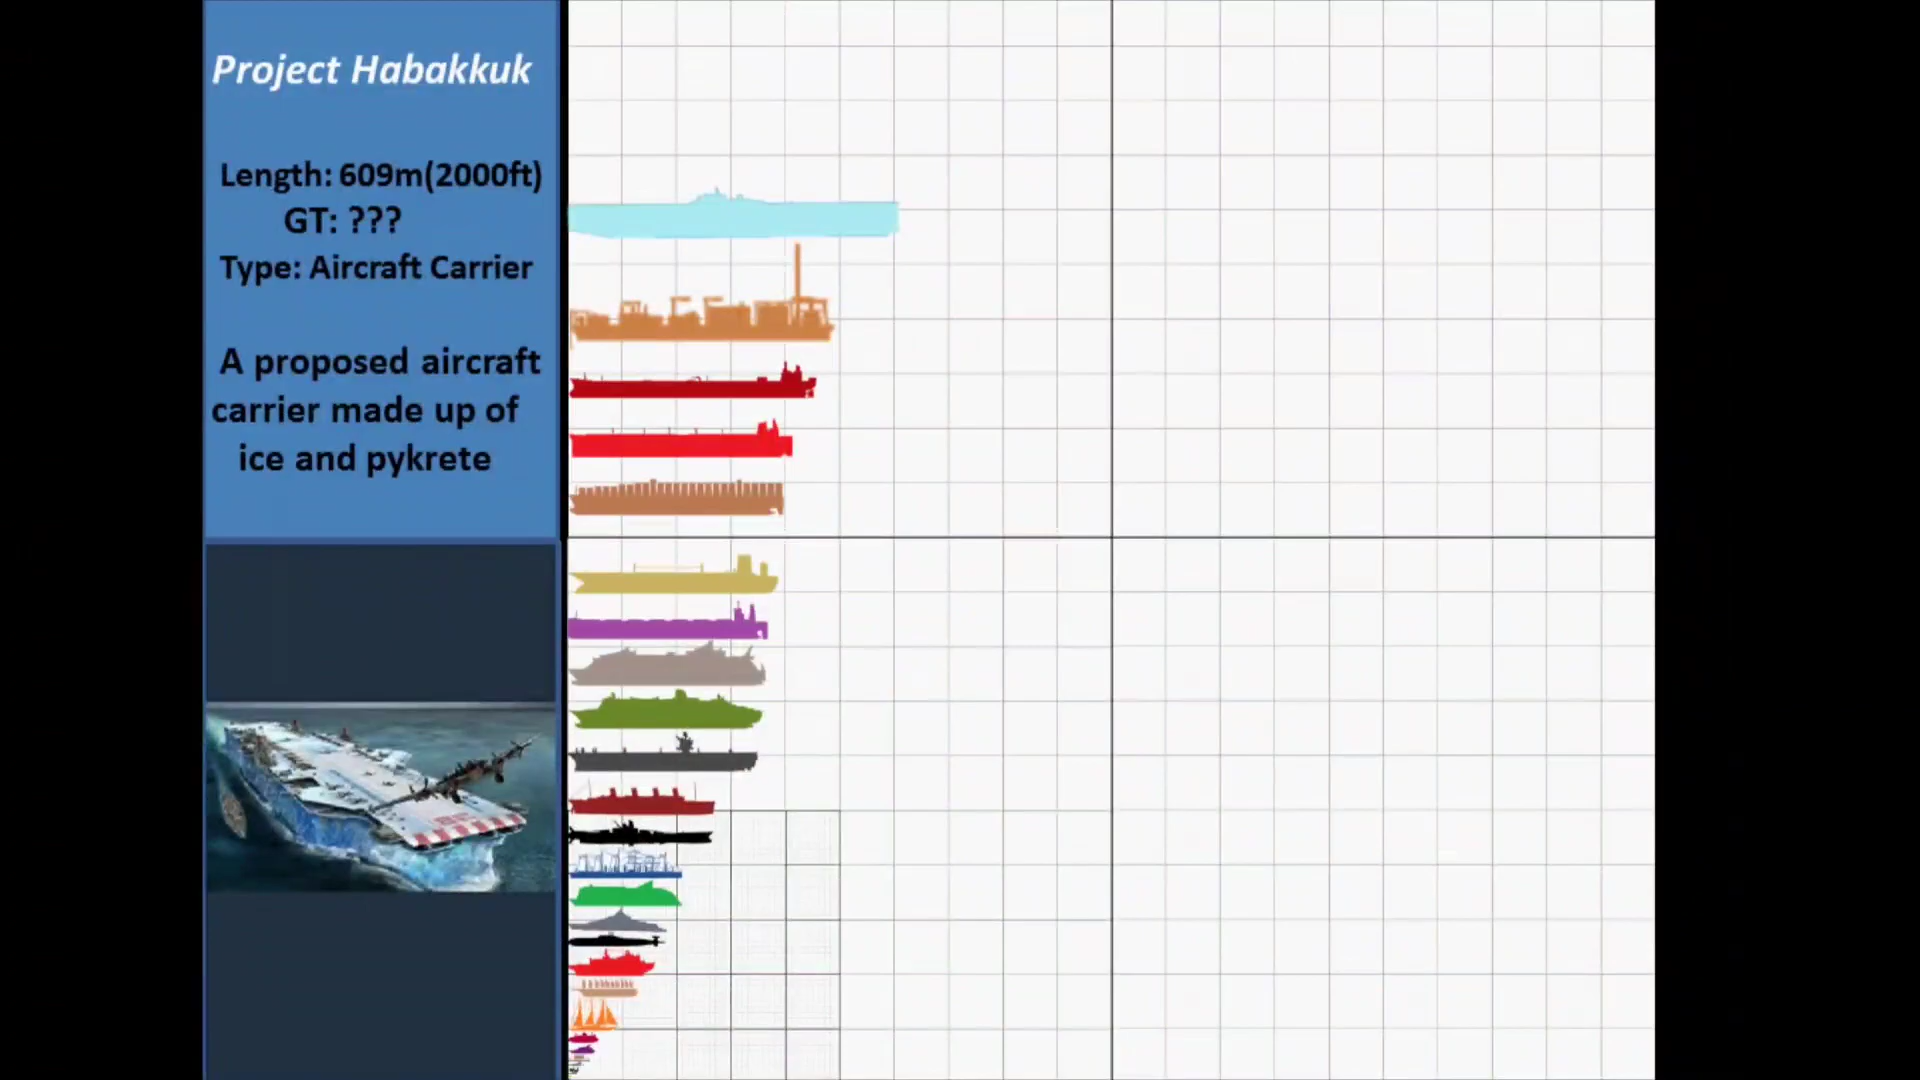 Project Habakkuk
Length: 609m(2000ft)
GT: ???
Type: Aircraft Carrier
A proposed aircraft
carrier made up of
ice and pykrete